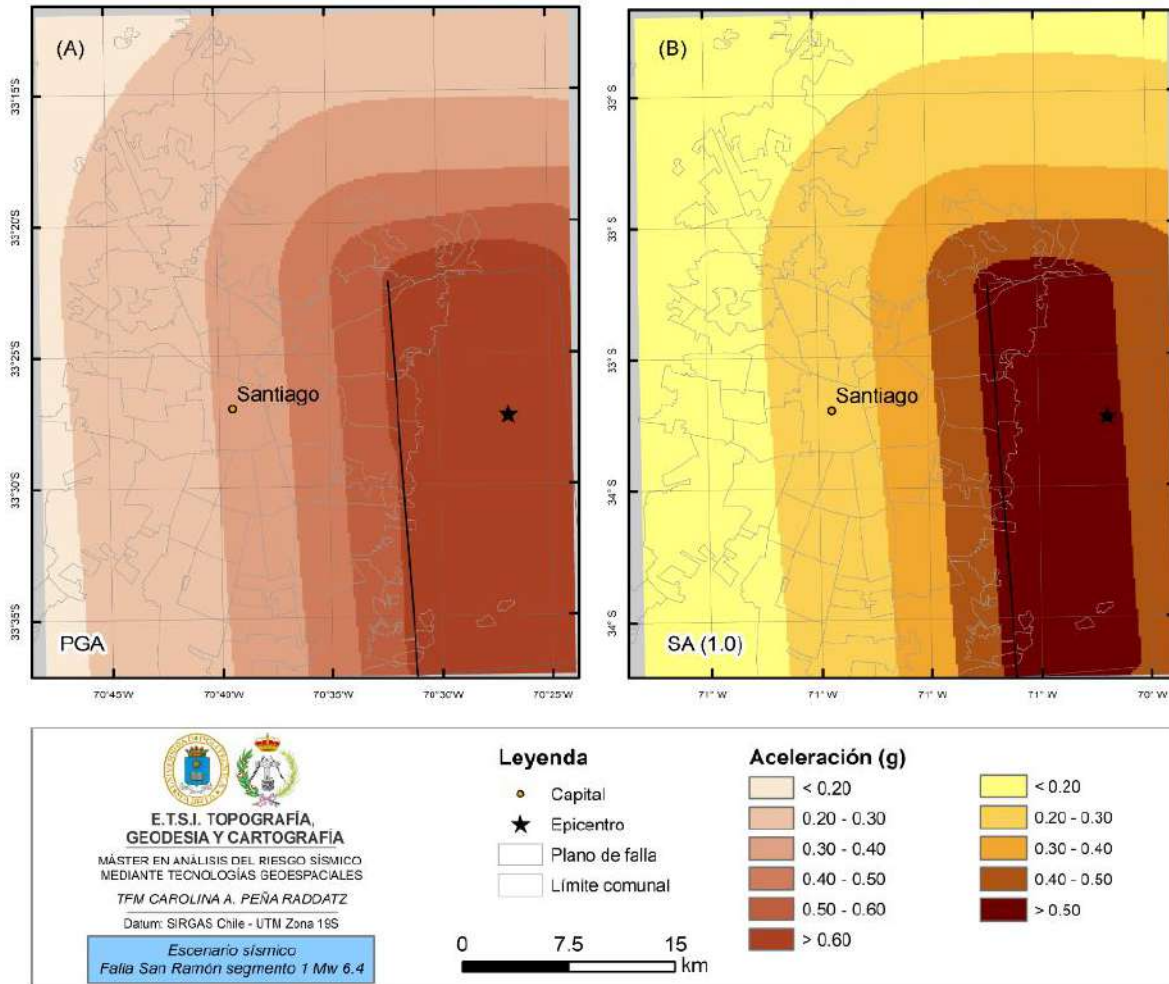 (A)
33°15'S
33°20'S
33°25'S
33°30'S
33°35'S
Santiago
PGA
70°45'W
70°40'W
70°35'W
70°30'W
70°25'W
(B)
33° S
33° S
33° S
34° S
34° S
Santiago
SA (1.0)
71° W
71° W
71° W
71° W
70° W
E.T.S.I. TOPOGRAFÍA,
GEODESIA Y CARTOGRAFÍA
MÁSTER EN ANÁLISIS DEL RIESGO SÍSMICO
MEDIANTE TECNOLOGÍAS GEOESPACIALES
TFM CAROLINA A. PEÑA RADDATZ
Datum: SIRGAS Chile - UTM Zona 19S
Escenario sísmico
Falla San Ramón segmento 1 Mw 6.4
Leyenda
Capital
Epicentro
Plano de falla
Límite comunal
0 7.5 15
km
Aceleración (g)
< 0.20
0.20 - 0.30
0.30 - 0.40
0.40 - 0.50
0.50 - 0.60
> 0.60
< 0.20
0.20 - 0.30
0.30 - 0.40
0.40 - 0.50
> 0.50